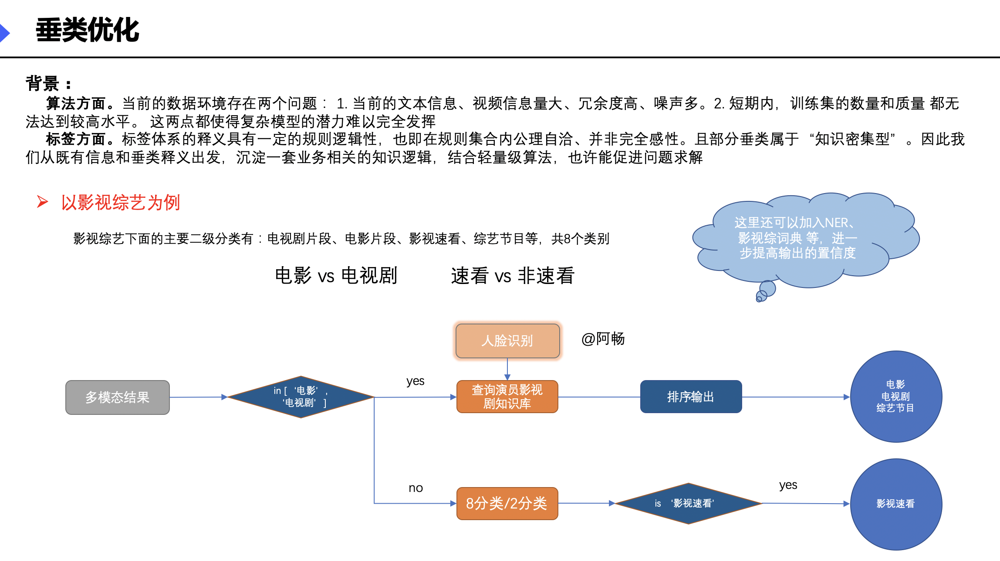 垂类优化
背景：
算法方面。当前的数据环境存在两个问题： 1. 当前的文本信息、视频信息量大、冗余度高、噪声多。2. 短期内，训练集的数量和质量 都无
法达到较高水平。 这两点都使得复杂模型的潜力难以完全发挥
标签方面。标签体系的释义具有一定的规则逻辑性，也即在规则集合内公理自洽、并非完全感性。且部分垂类属于 “知识密集型” 。因此我
们从既有信息和垂类释义出发，沉淀一套业务相关的知识逻辑，结合轻量级算法，也许能促进问题求解
以影视综艺为例
影视综艺下面的主要二级分类有：电视剧片段、电影片段、影视速看、综艺节目等，共8个类别
这里还可以加入NER、
影视综词典 等，进一
步提高输出的置信度
电影 vs 电视剧
速看 vs 非速看
人脸识别
@阿畅
多模态结果
in [ ‘电影’ ,
‘电视剧’ ]
yes
查询演员影视
剧知识库
排序输出
电影
电视剧
综艺节目
no
8分类/2分类
is ‘影视速看’
yes
影视速看